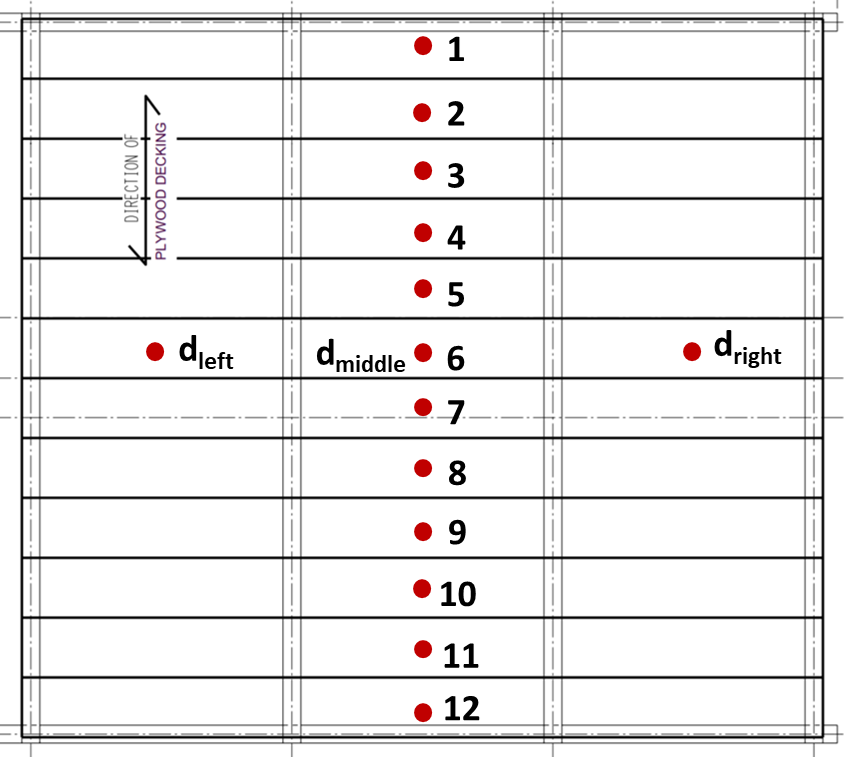 1
2
DIRECTION OF
PLYWOOD DECKING
3
4
5
dleft
dmiddle
6
dright
7
8
9
10
11
12